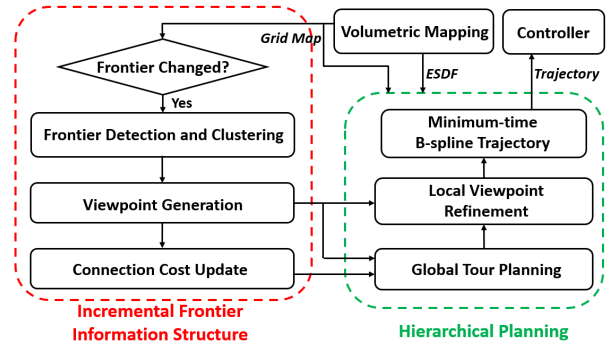 Grid Map
Volumetric Mapping
Controller
Frontier Changed?
ESDF
Trajectory
Yes
Frontier Detection and Clustering
Minimum-time
B-spline Trajectory
Viewpoint Generation
Local Viewpoint
Refinement
Connection Cost Update
Global Tour Planning
Incremental Frontier
Information Structure
Hierarchical Planning